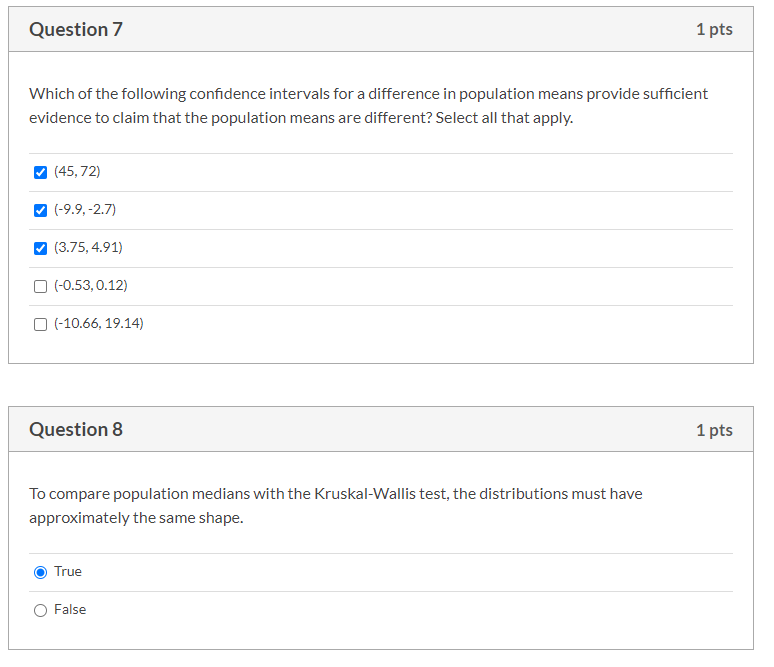 Question 7
1 pts
Which of the following confidence intervals for a difference in population means provide sufficient
evidence to claim that the population means are different? Select all that apply.
(45, 72)
(-9.9, -2.7)
(3.75, 4.91)
(-0.53, 0.12)
(-10.66, 19.14)
Question 8
1 pts
To compare population medians with the Kruskal-Wallis test, the distributions must have
approximately the same shape.
True
False